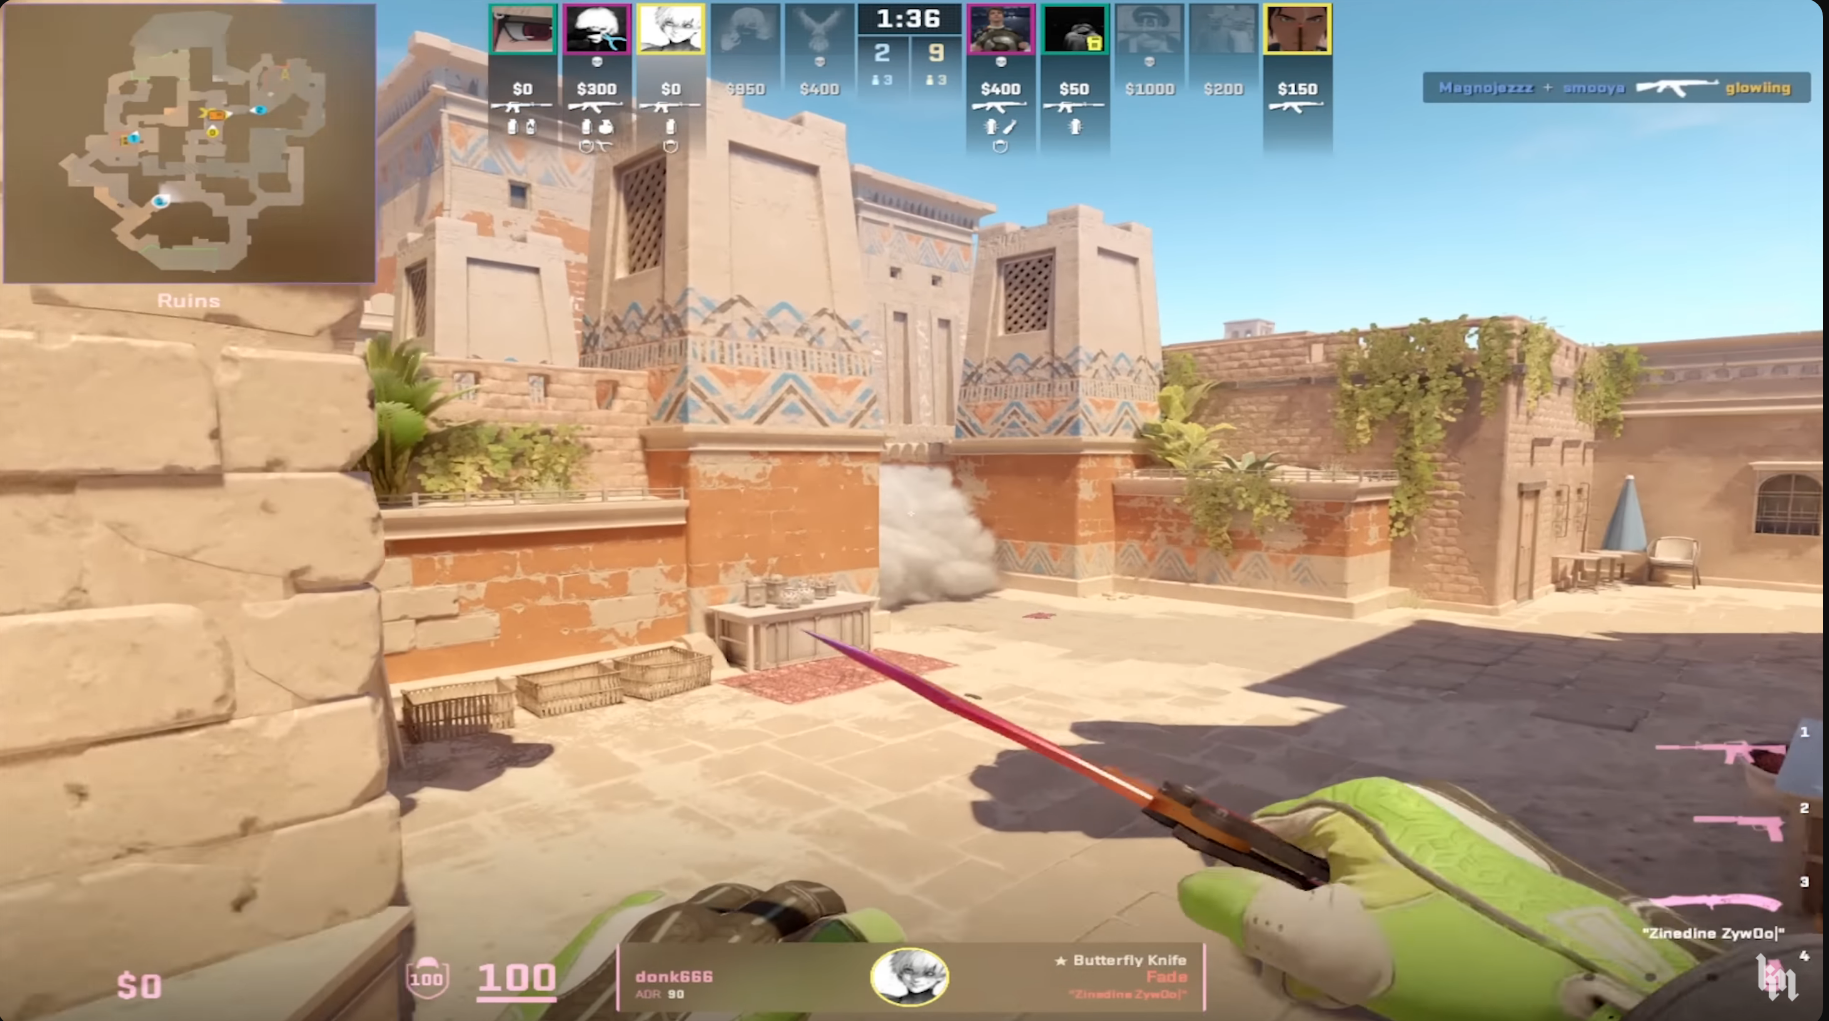 1:36
2 9
3 3
$0 $300 $0 $950 $400 $400 $50 $1000 $200 $150
Magnojezzz + smooya glowiing
Ruins
1
2
3
"Zinedine ZywOo|"
4
$0
100
100
donk666
ADR 90
★ Butterfly Knife
Fade
"Zinedine ZywOo|"